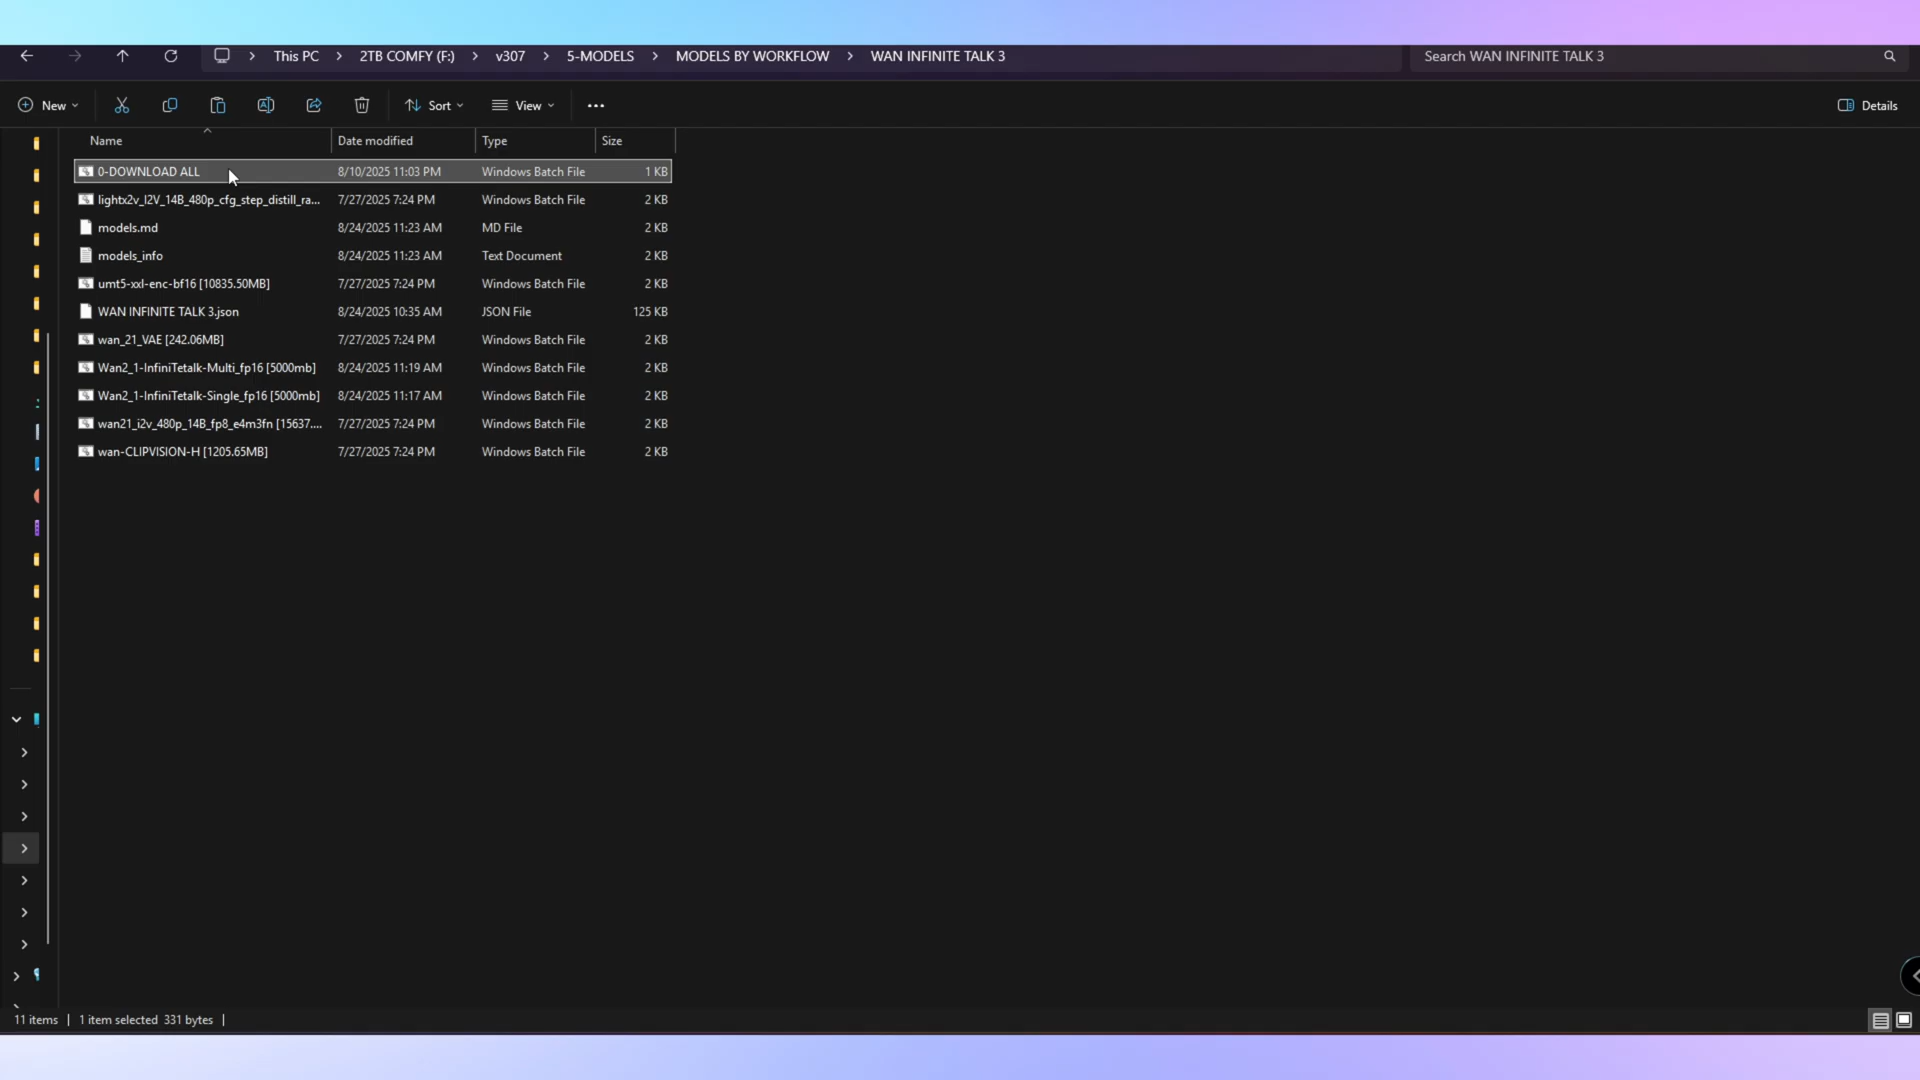 This PC > 2TB COMFY (F:) > v307 > 5-MODELS > MODELS BY WORKFLOW > WAN INFINITE TALK 3
Search WAN INFINITE TALK 3
New Sort View ... Details
Name Date modified Type Size
0-DOWNLOAD ALL 8/10/2025 11:03 PM Windows Batch File 1 KB
lightx2v_I2V_14B_480p_cfg_step_distill_ra... 7/27/2025 7:24 PM Windows Batch File 2 KB
models.md 8/24/2025 11:23 AM MD File 2 KB
models_info 8/24/2025 11:23 AM Text Document 2 KB
umt5-xxl-enc-bf16 [10835.50MB] 7/27/2025 7:24 PM Windows Batch File 2 KB
WAN INFINITE TALK 3.json 8/24/2025 10:35 AM JSON File 125 KB
wan_21_VAE [242.06MB] 7/27/2025 7:24 PM Windows Batch File 2 KB
Wan2_1-InfiniTetalk-Multi_fp16 [5000mb] 8/24/2025 11:19 AM Windows Batch File 2 KB
Wan2_1-InfiniTetalk-Single_fp16 [5000mb] 8/24/2025 11:17 AM Windows Batch File 2 KB
wan21_i2v_480p_14B_fp8_e4m3fn [15637.... 7/27/2025 7:24 PM Windows Batch File 2 KB
wan-CLIPVISION-H [1205.65MB] 7/27/2025 7:24 PM Windows Batch File 2 KB
11 items | 1 item selected 331 bytes |